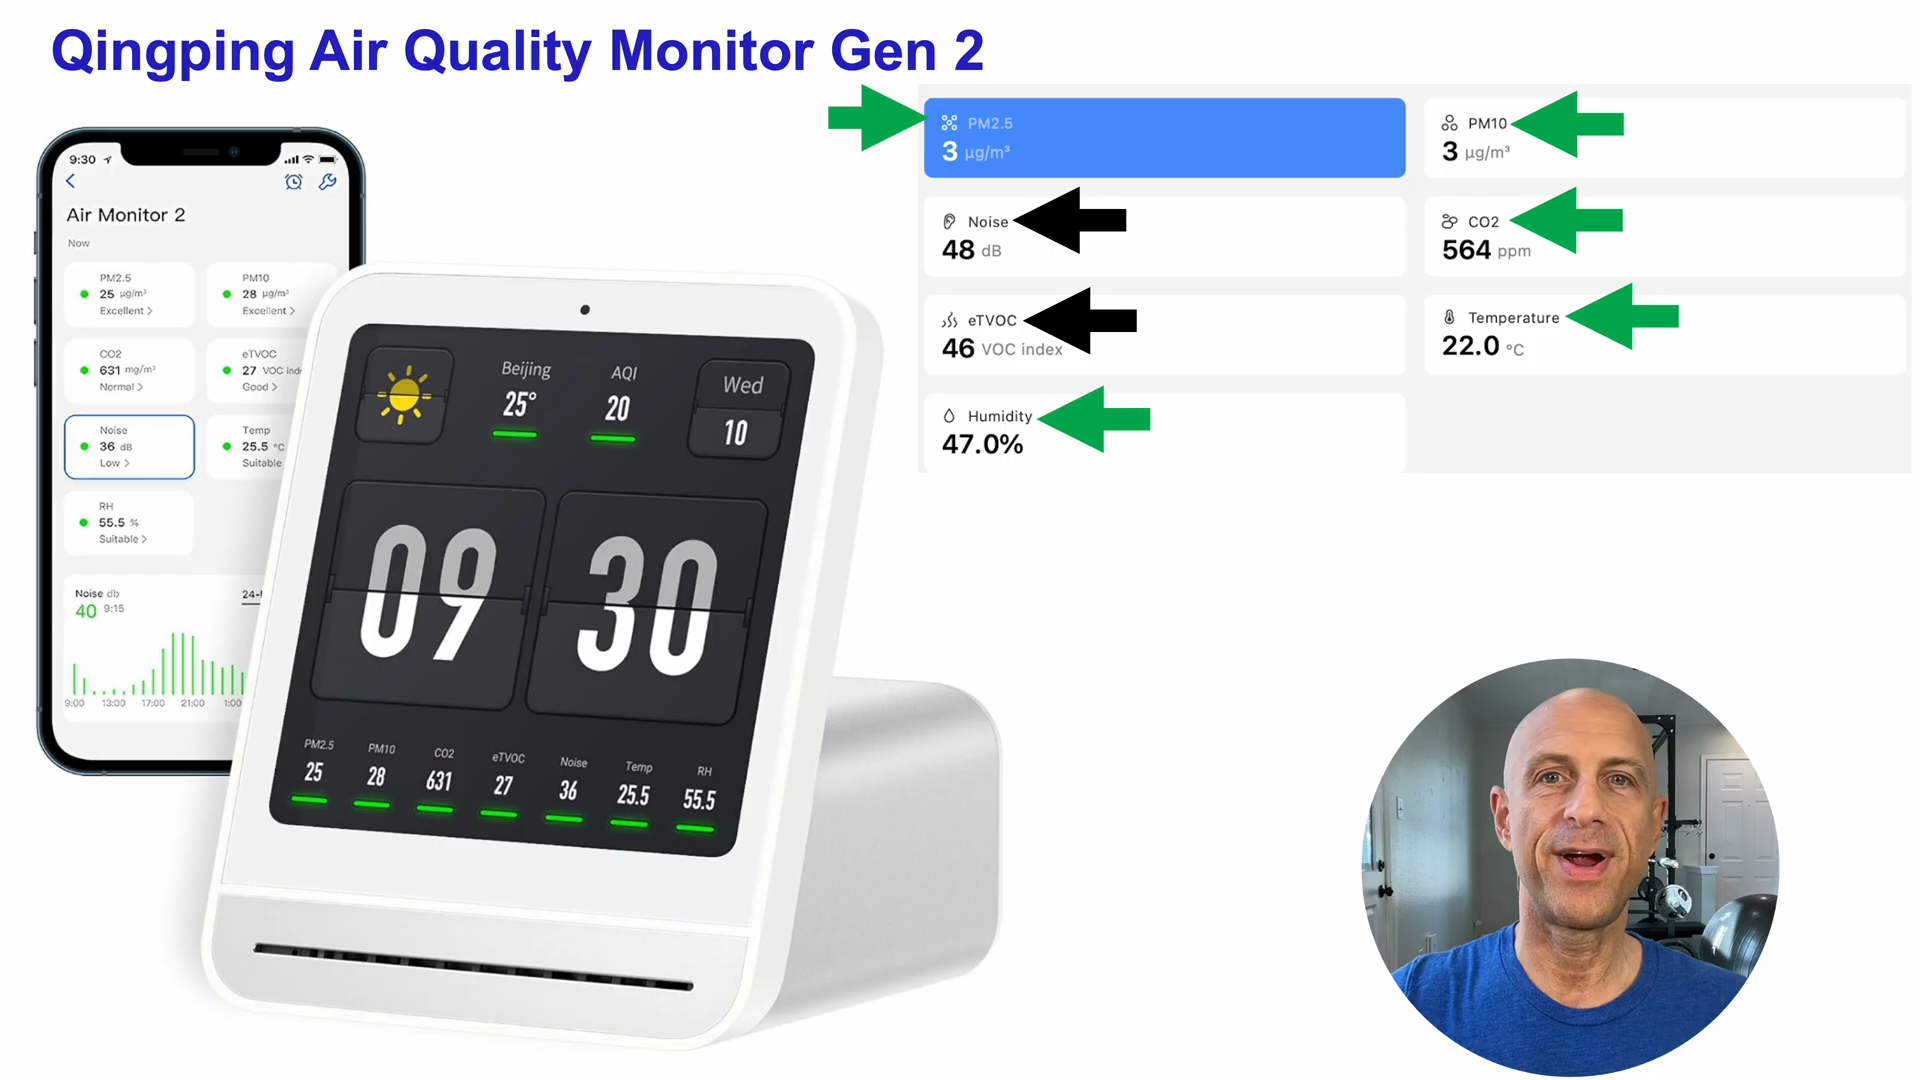 Qingping Air Quality Monitor Gen 2
9:30
Air Monitor 2
Now
PM2.5
25 μg/m³
Excellent >
PM10
28 μg/m³
Excellent >
CO2
631 mg/m³
Normal >
eTVOC
27 VOC
Good >
Noise
36 dB
Low >
Temp
25.5 °C
Suitable
RH
55.5 %
Suitable >
Noise db
40 9:15
9:00 13:00 17:00 21:00
Beijing
25°
AQI
20
Wed
10
09 30
PM2.5 PM10 CO2 eTVOC Noise Temp RH
25 28 631 27 36 25.5 55.5
PM2.5
3 μg/m³
PM10
3 μg/m³
Noise
48 dB
CO2
564 ppm
eTVOC
46 VOC index
Temperature
22.0 °C
Humidity
47.0%